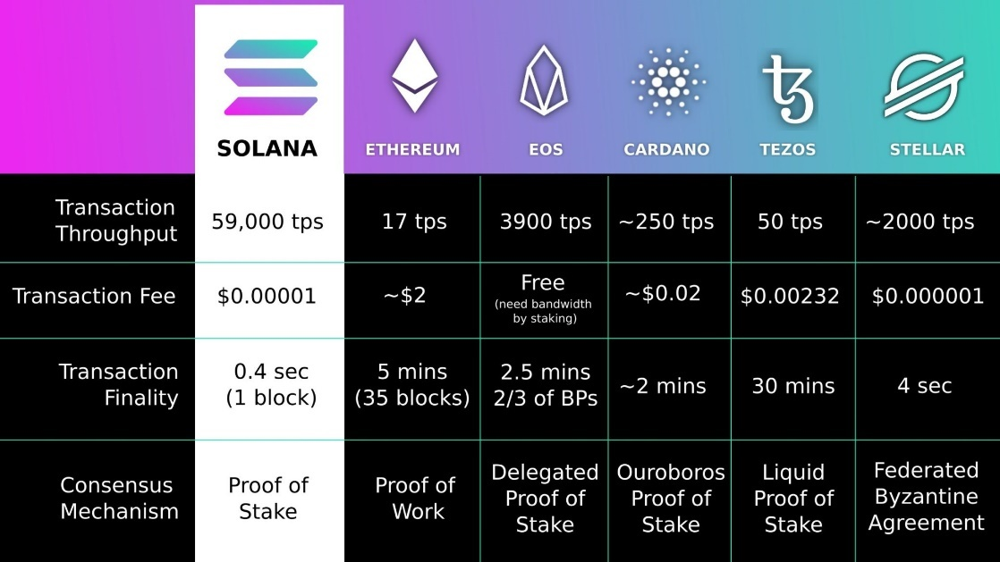 SOLANA
ETHEREUM
EOS
CARDANO
TEZOS
STELLAR
Transaction
Throughput
59,000 tps
17 tps
3900 tps
~250 tps
50 tps
~2000 tps
Transaction Fee
$0.00001
~$2
Free
(need bandwidth
by staking)
~$0.02
$0.00232
$0.000001
Transaction
Finality
0.4 sec
(1 block)
5 mins
(35 blocks)
2.5 mins
2/3 of BPs
~2 mins
30 mins
4 sec
Consensus
Mechanism
Proof of
Stake
Proof of
Work
Delegated
Proof of
Stake
Ouroboros
Proof of
Stake
Liquid
Proof of
Stake
Federated
Byzantine
Agreement